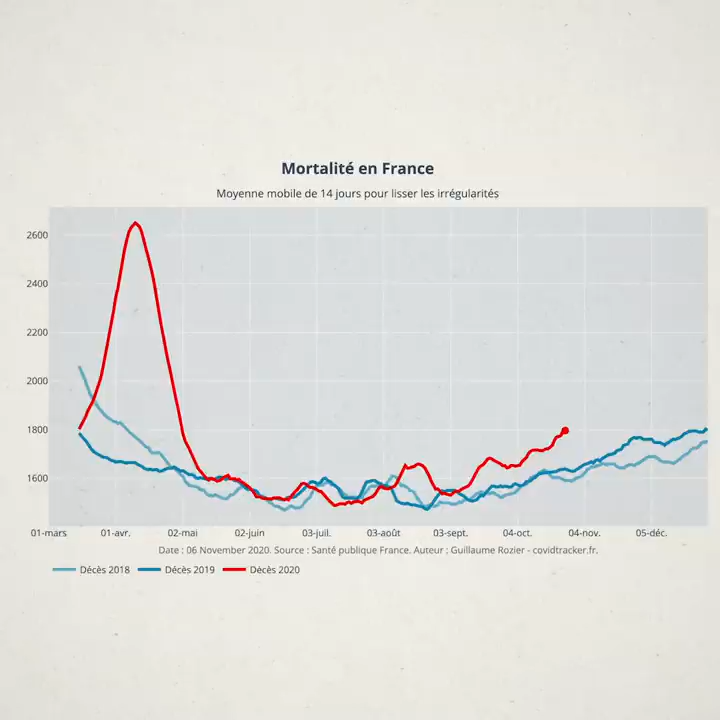 Mortalité en France
Moyenne mobile de 14 jours pour lisser les irrégularités
2600
2400
2200
2000
1800
1600
01-mars 01-avr. 02-mai 02-juin 03-juil. 03-août 03-sept. 04-oct. 04-nov. 05-déc.
Date : 06 November 2020. Source : Santé publique France. Auteur : Guillaume Rozier - covidtracker.fr.
Décès 2018 Décès 2019 Décès 2020